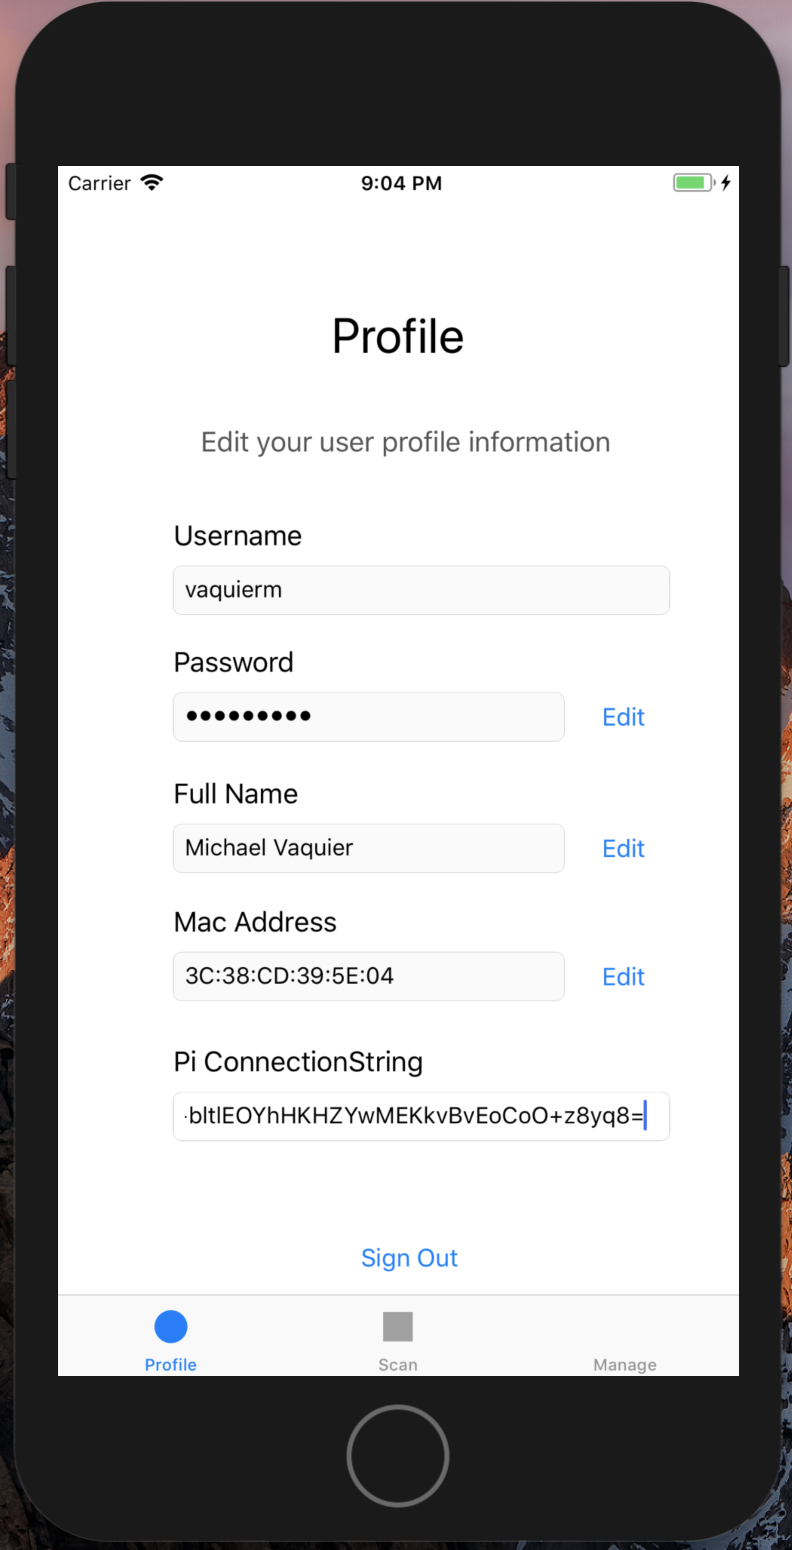 Carrier 9:04 PM
Profile
Edit your user profile information
Username
vaquierm
Password
••••••••• Edit
Full Name
Michael Vaquier Edit
Mac Address
3C:38:CD:39:5E:04 Edit
Pi ConnectionString
bltlEOYhHKHZYwMEKkvBvEoCoO+z8yq8=
Sign Out
Profile Scan Manage